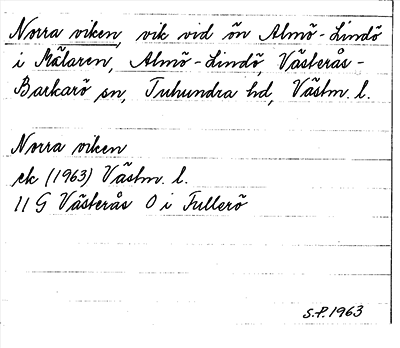 Norra viken, vik vid ön Almö-Lindö
i Mälaren, Almö-Lindö, Västerås-
Barkarö sn, Tuhundra hd, Västm. l.
Norra viken
ek (1963) Västm. l.
11 G Västerås O i Fullerö
S.P. 1963